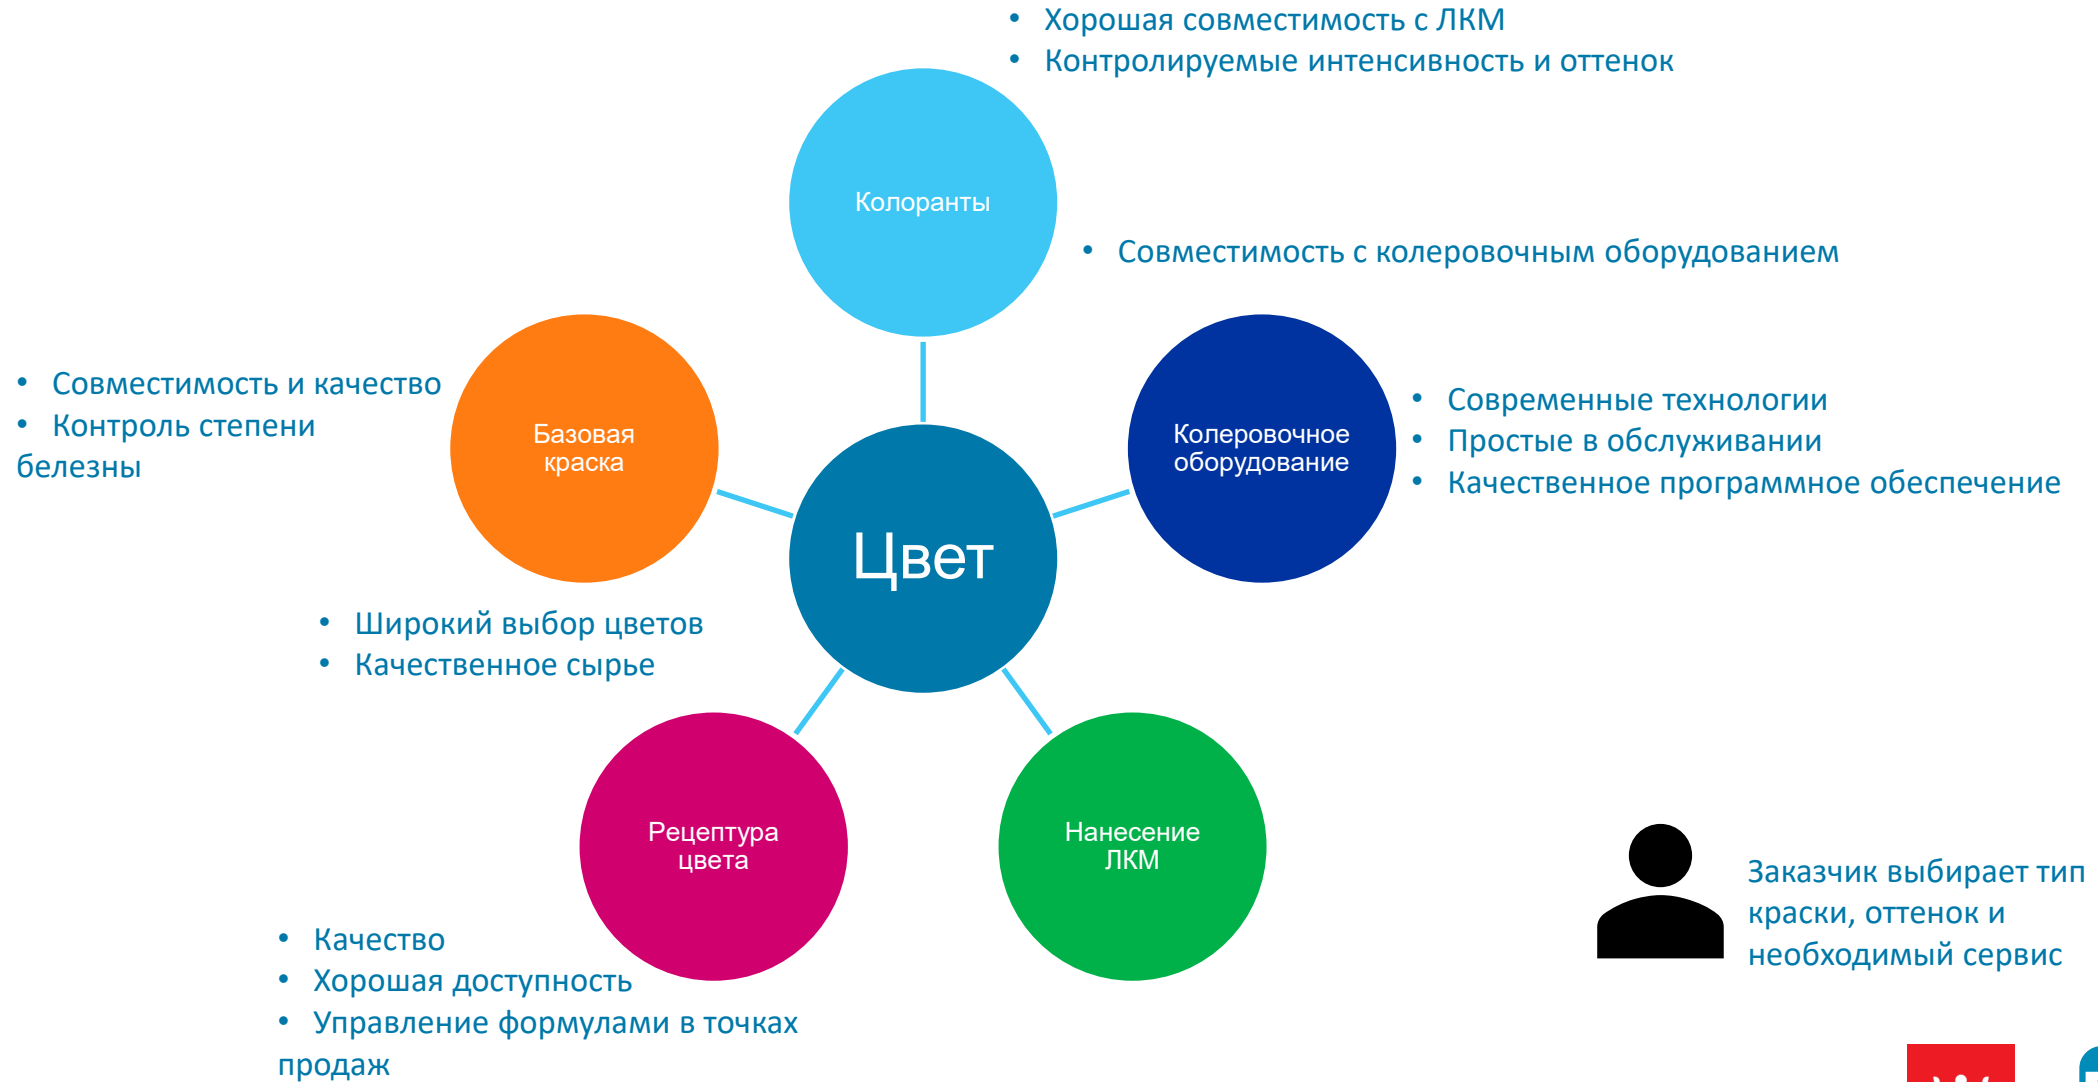 • Хорошая совместимость с ЛКМ
• Контролируемые интенсивность и оттенок
Колоранты
• Совместимость с колеровочным оборудованием
• Совместимость и качество
• Контроль степени
белезны
Базовая
краска
Колеровочное
оборудование
• Современные технологии
• Простые в обслуживании
• Качественное программное обеспечение
Цвет
• Широкий выбор цветов
• Качественное сырье
Рецептура
цвета
Нанесение
ЛКМ
Заказчик выбирает тип
краски, оттенок и
необходимый сервис
• Качество
• Хорошая доступность
• Управление формулами в точках
продаж